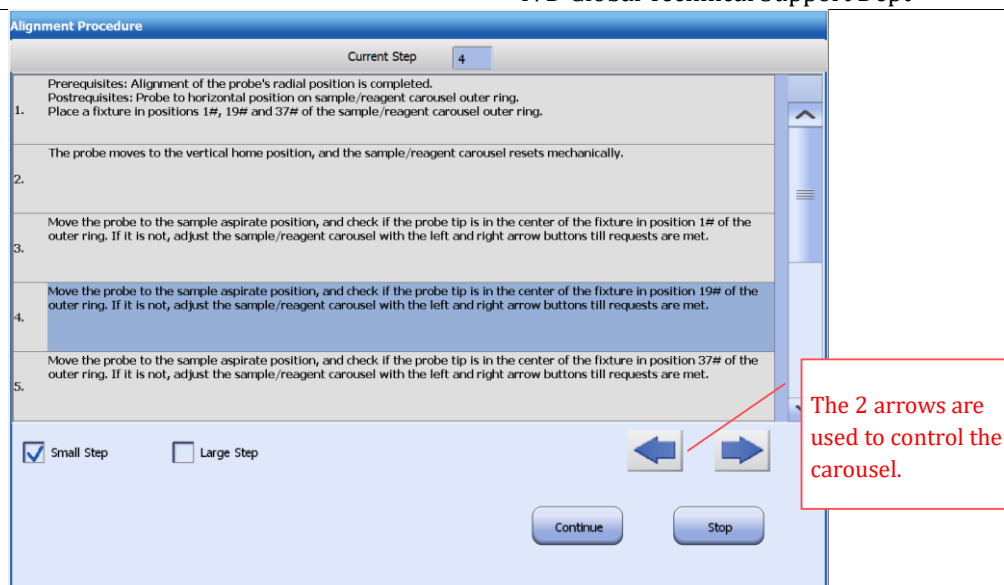 Global Technical Support Dept
Alignment Procedure
Current Step 4
Prerequisites: Alignment of the probe's radial position is completed.
Postrequisites: Probe to horizontal position on sample/reagent carousel outer ring.
1. Place a fixture in positions 1#, 19# and 37# of the sample/reagent carousel outer ring.
The probe moves to the vertical home position, and the sample/reagent carousel resets mechanically.
2.
Move the probe to the sample aspirate position, and check if the probe tip is in the center of the fixture in position 1# of the
outer ring. If it is not, adjust the sample/reagent carousel with the left and right arrow buttons till requests are met.
3.
Move the probe to the sample aspirate position, and check if the probe tip is in the center of the fixture in position 19# of the
outer ring. If it is not, adjust the sample/reagent carousel with the left and right arrow buttons till requests are met.
4.
Move the probe to the sample aspirate position, and check if the probe tip is in the center of the fixture in position 37# of the
outer ring. If it is not, adjust the sample/reagent carousel with the left and right arrow buttons till requests are met.
5.
The 2 arrows are
used to control the
carousel.
Small Step Large Step
Continue Stop